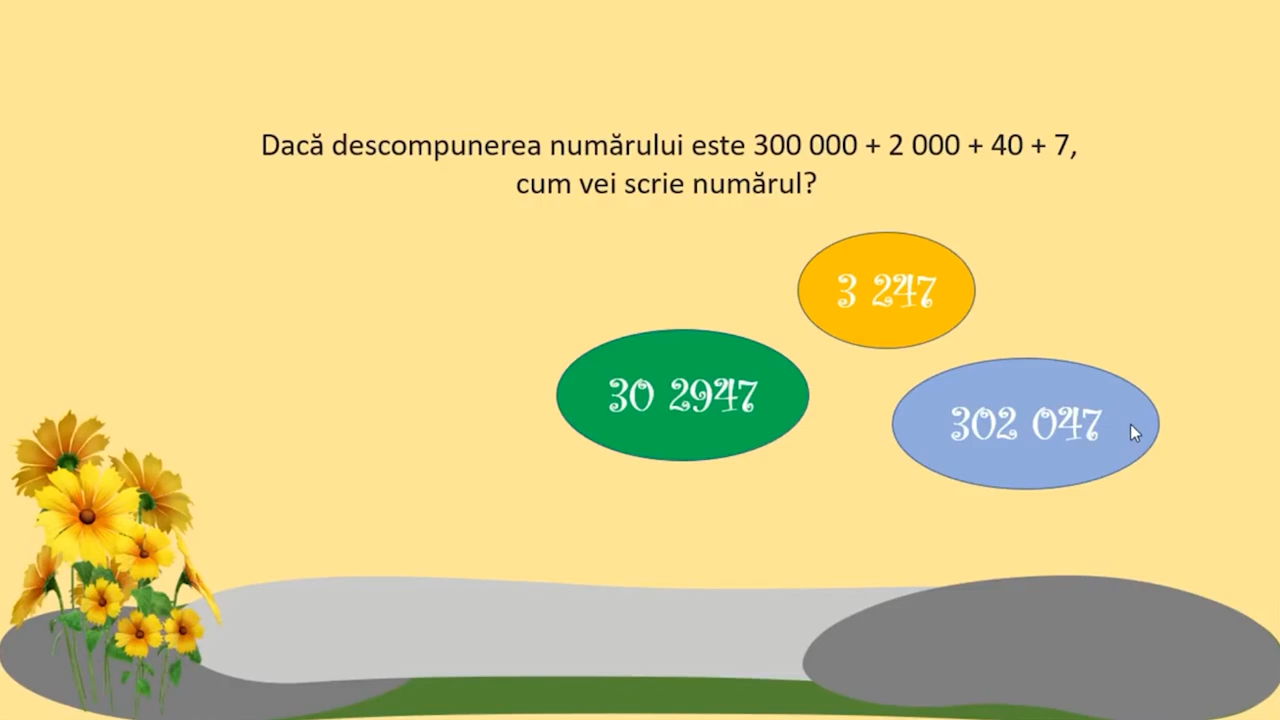 Dacă descompunerea numărului este 300 000 + 2 000 + 40 + 7,
cum vei scrie numărul?
3 247
30 2947
302 047